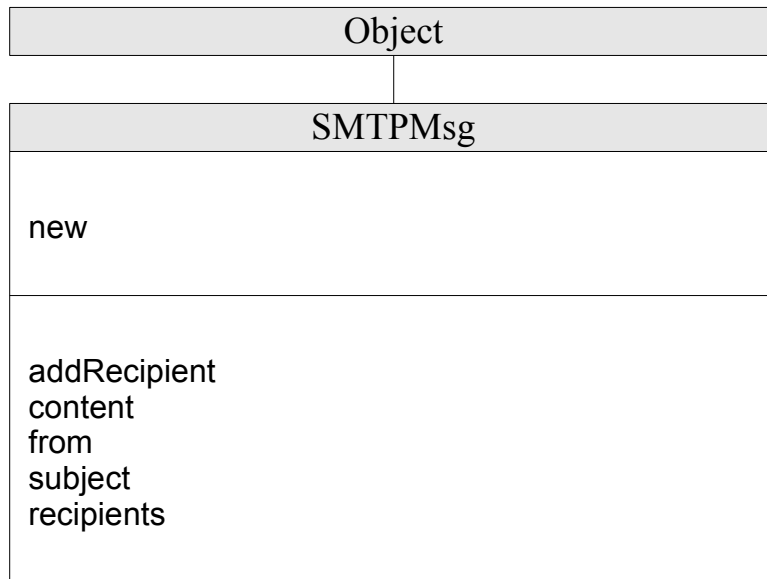 Object
SMTPMsg
new
addRecipient
content
from
subject
recipients